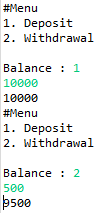 #Menu
1. Deposit
2. Withdrawal
Balance : 1
10000
10000
#Menu
1. Deposit
2. Withdrawal
Balance : 2
500
9500